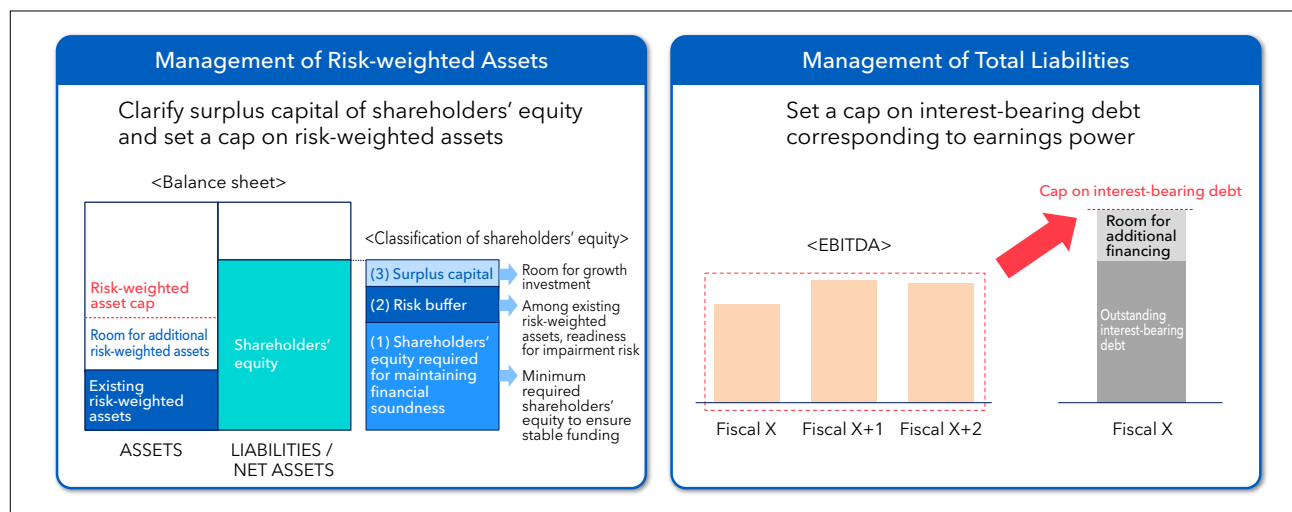 Management of Risk-weighted Assets
Clarify surplus capital of shareholders’ equity
and set a cap on risk-weighted assets
<Balance sheet>
Risk-weighted
asset cap
Room for additional
risk-weighted assets
Existing
risk-weighted
assets
ASSETS
Shareholders’
equity
LIABILITIES /
NET ASSETS
<Classification of shareholders’ equity>
(3) Surplus capital
Room for growth
investment
(2) Risk buffer
Among existing
risk-weighted
assets, readiness
for impairment risk
(1) Shareholders’
equity required
for maintaining
financial
soundness
Minimum
required
shareholders’
equity to ensure
stable funding
Management of Total Liabilities
Set a cap on interest-bearing debt
corresponding to earnings power
<EBITDA>
Fiscal X
Fiscal X+1
Fiscal X+2
Cap on interest-bearing debt
Room for
additional
financing
Outstanding
interest-bearing
debt
Fiscal X